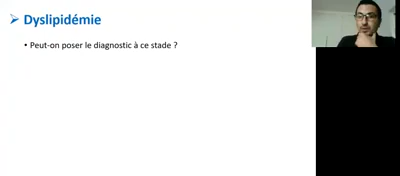 ➢ Dyslipidémie
• Peut-on poser le diagnostic à ce stade ?